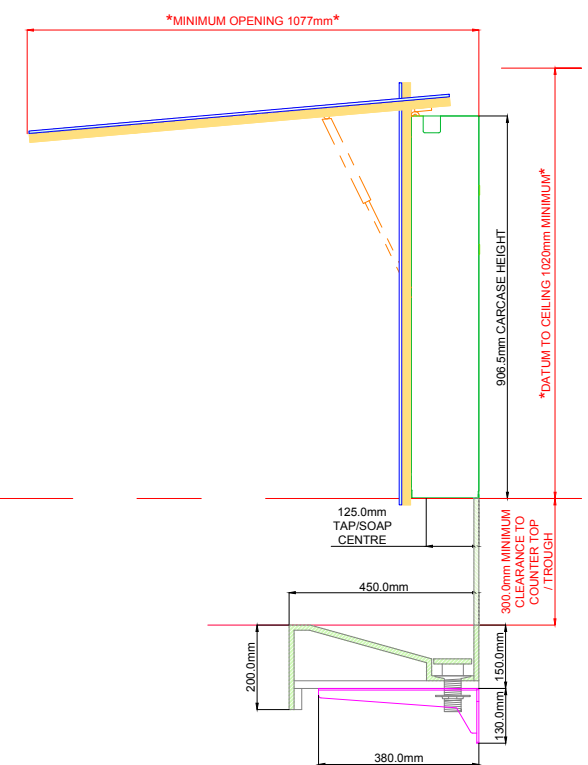 *MINIMUM OPENING 1077mm*
906.5mm CARCASE HEIGHT
*DATUM TO CEILING 1020mm MINIMUM*
125.0mm
TAP/SOAP
CENTRE
300.0mm MINIMUM
CLEARANCE TO
COUNTER TOP
/ TROUGH
450.0mm
200.0mm
150.0mm
130.0mm
380.0mm